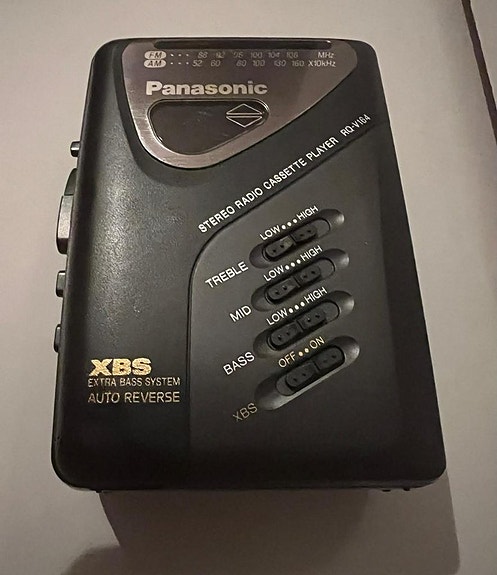 FM 88 92 96 100 104 108 MHz
AM 52 60 80 100 130 160 X10kHz
Panasonic
STEREO RADIO CASSETTE PLAYER RQ-V164
LOW HIGH
TREBLE
LOW HIGH
MID
LOW HIGH
BASS
OFF ON
XBS
XBS
EXTRA BASS SYSTEM
AUTO REVERSE